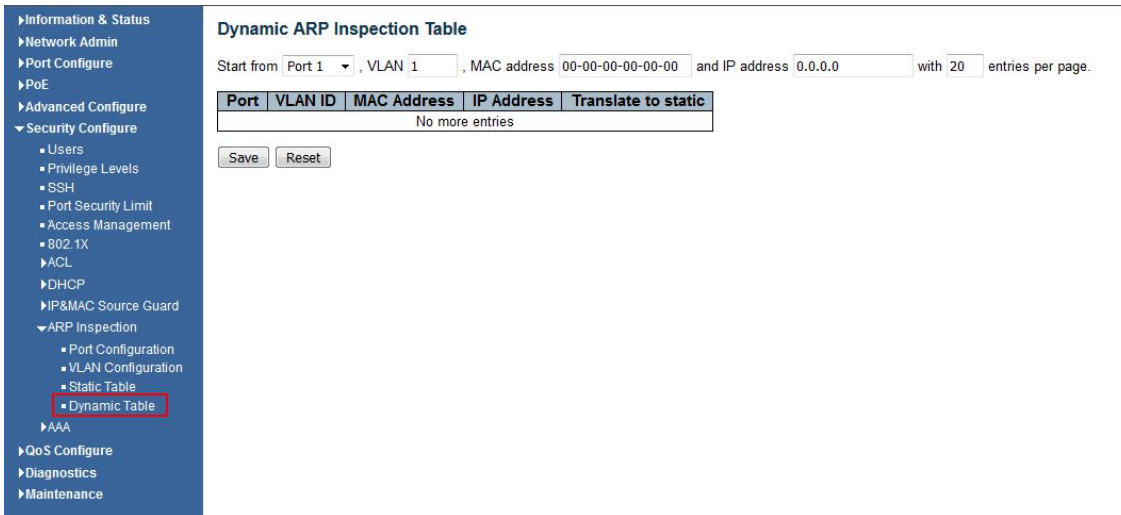 Information & Status
Network Admin
Port Configure
PoE
Advanced Configure
Security Configure
Users
Privilege Levels
SSH
Port Security Limit
Access Management
802.1X
ACL
DHCP
IP&MAC Source Guard
ARP Inspection
Port Configuration
VLAN Configuration
Static Table
Dynamic Table
AAA
QoS Configure
Diagnostics
Maintenance
Dynamic ARP Inspection Table
Start from Port 1 , VLAN 1 , MAC address 00-00-00-00-00-00 and IP address 0.0.0.0 with 20 entries per page.
Port VLAN ID MAC Address IP Address Translate to static
No more entries
Save Reset